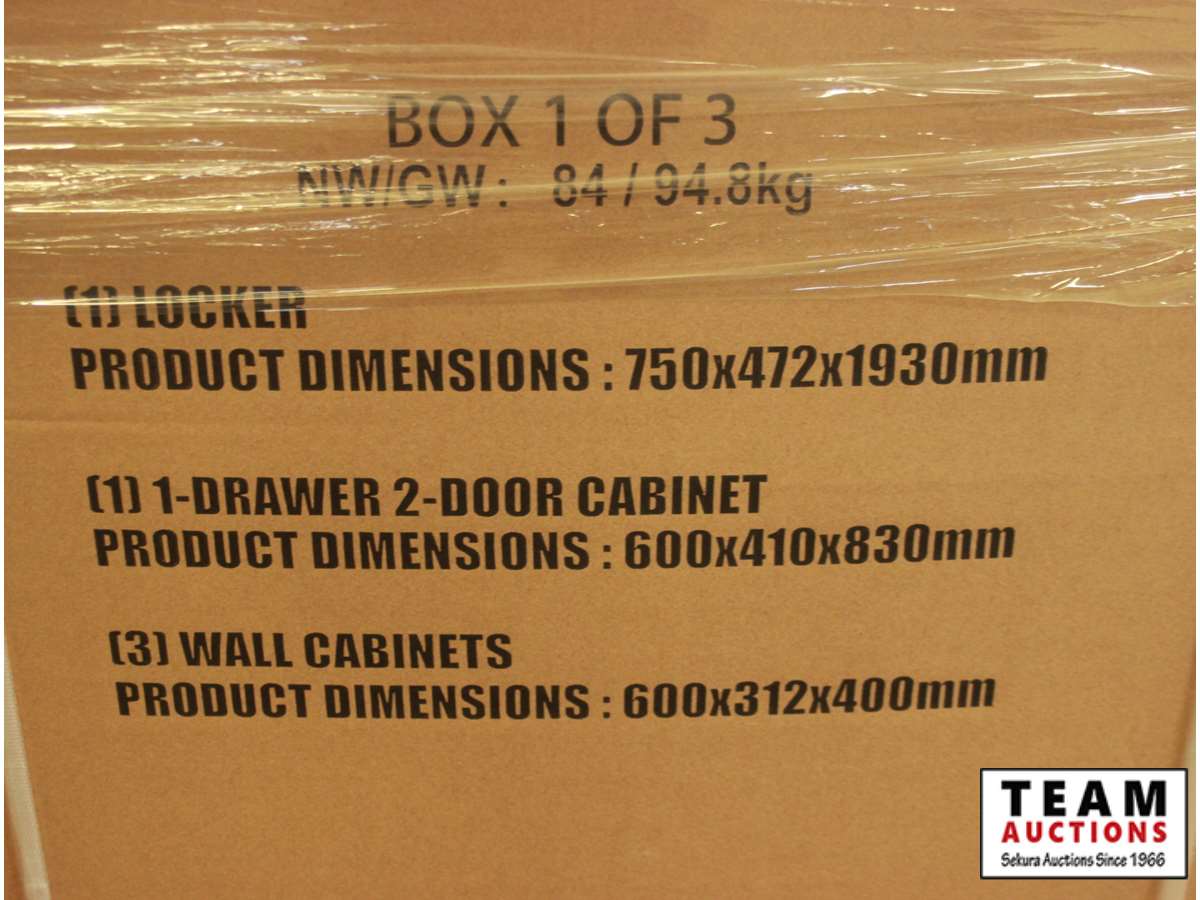 BOX 1 OF 3
NW/GW : 84 / 94.8kg
(1) LOCKER
PRODUCT DIMENSIONS : 750x472x1930mm
(1) 1-DRAWER 2-DOOR CABINET
PRODUCT DIMENSIONS : 600x410x830mm
(3) WALL CABINETS
PRODUCT DIMENSIONS : 600x312x400mm
TEAM
AUCTIONS
Sekura Auctions Since 1966